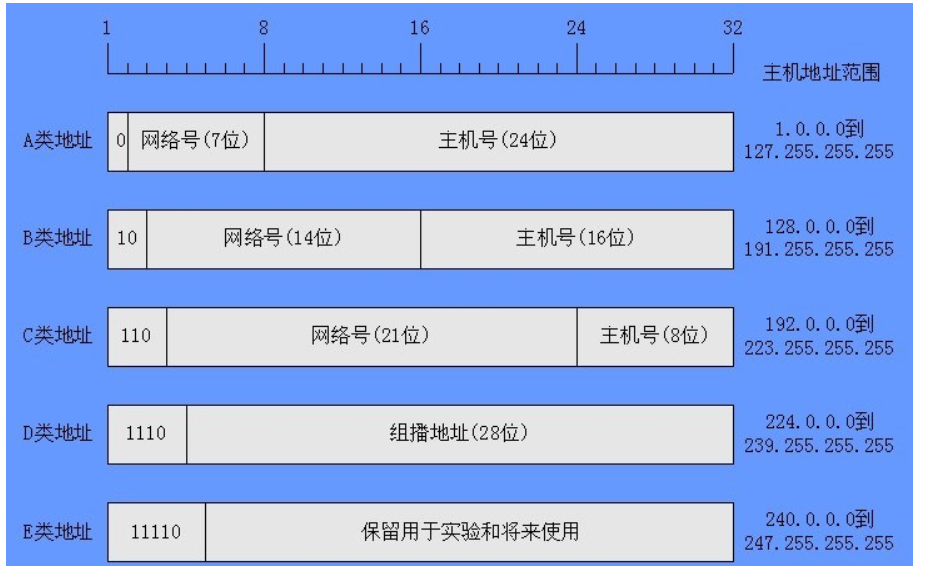 1 8 16 24 32
主机地址范围
A类地址 0 网络号(7位) 主机号(24位) 1.0.0.0到
127.255.255.255
B类地址 10 网络号(14位) 主机号(16位) 128.0.0.0到
191.255.255.255
C类地址 110 网络号(21位) 主机号(8位) 192.0.0.0到
223.255.255.255
D类地址 1110 组播地址(28位) 224.0.0.0到
239.255.255.255
E类地址 11110 保留用于实验和将来使用 240.0.0.0到
247.255.255.255